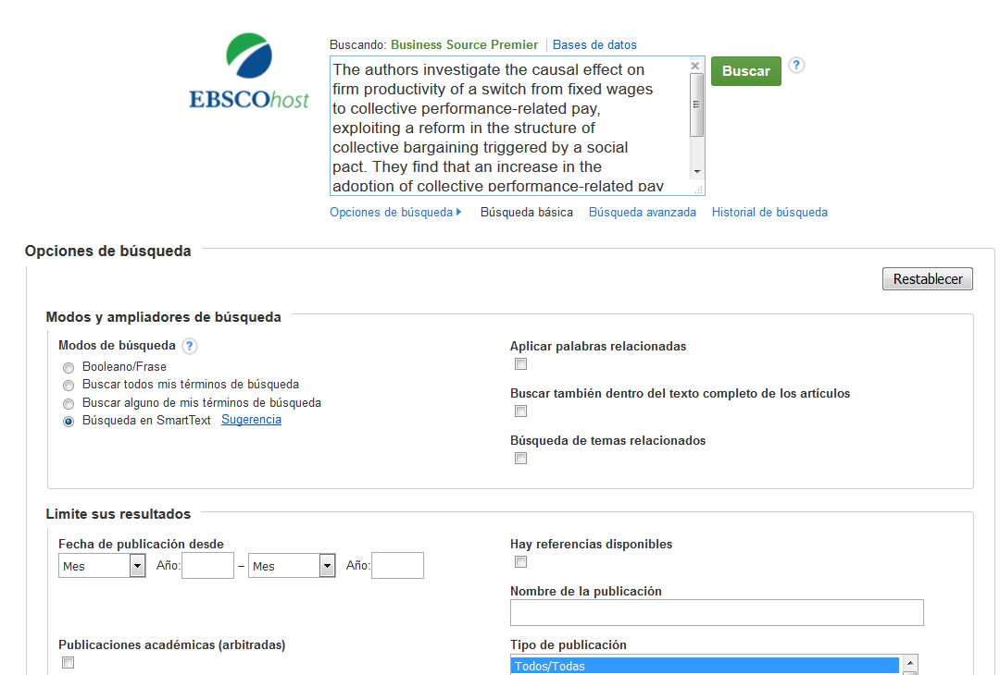 Buscando: Business Source Premier Bases de datos
EBSCOhost
The authors investigate the causal effect on
firm productivity of a switch from fixed wages
to collective performance-related pay,
exploiting a reform in the structure of
collective bargaining triggered by a social
pact. They find that an increase in the
adoption of collective performance-related pay
Buscar ?
Opciones de búsqueda Búsqueda básica Búsqueda avanzada Historial de búsqueda
Opciones de búsqueda
Restablecer
Modos y ampliadores de búsqueda
Modos de búsqueda ?
Booleano/Frase
Buscar todos mis términos de búsqueda
Buscar alguno de mis términos de búsqueda
Búsqueda en SmartText Sugerencia
Aplicar palabras relacionadas
Buscar también dentro del texto completo de los artículos
Búsqueda de temas relacionados
Limite sus resultados
Fecha de publicación desde
Mes Año: – Mes Año:
Hay referencias disponibles
Nombre de la publicación
Publicaciones académicas (arbitradas)
Tipo de publicación
Todos/Todas